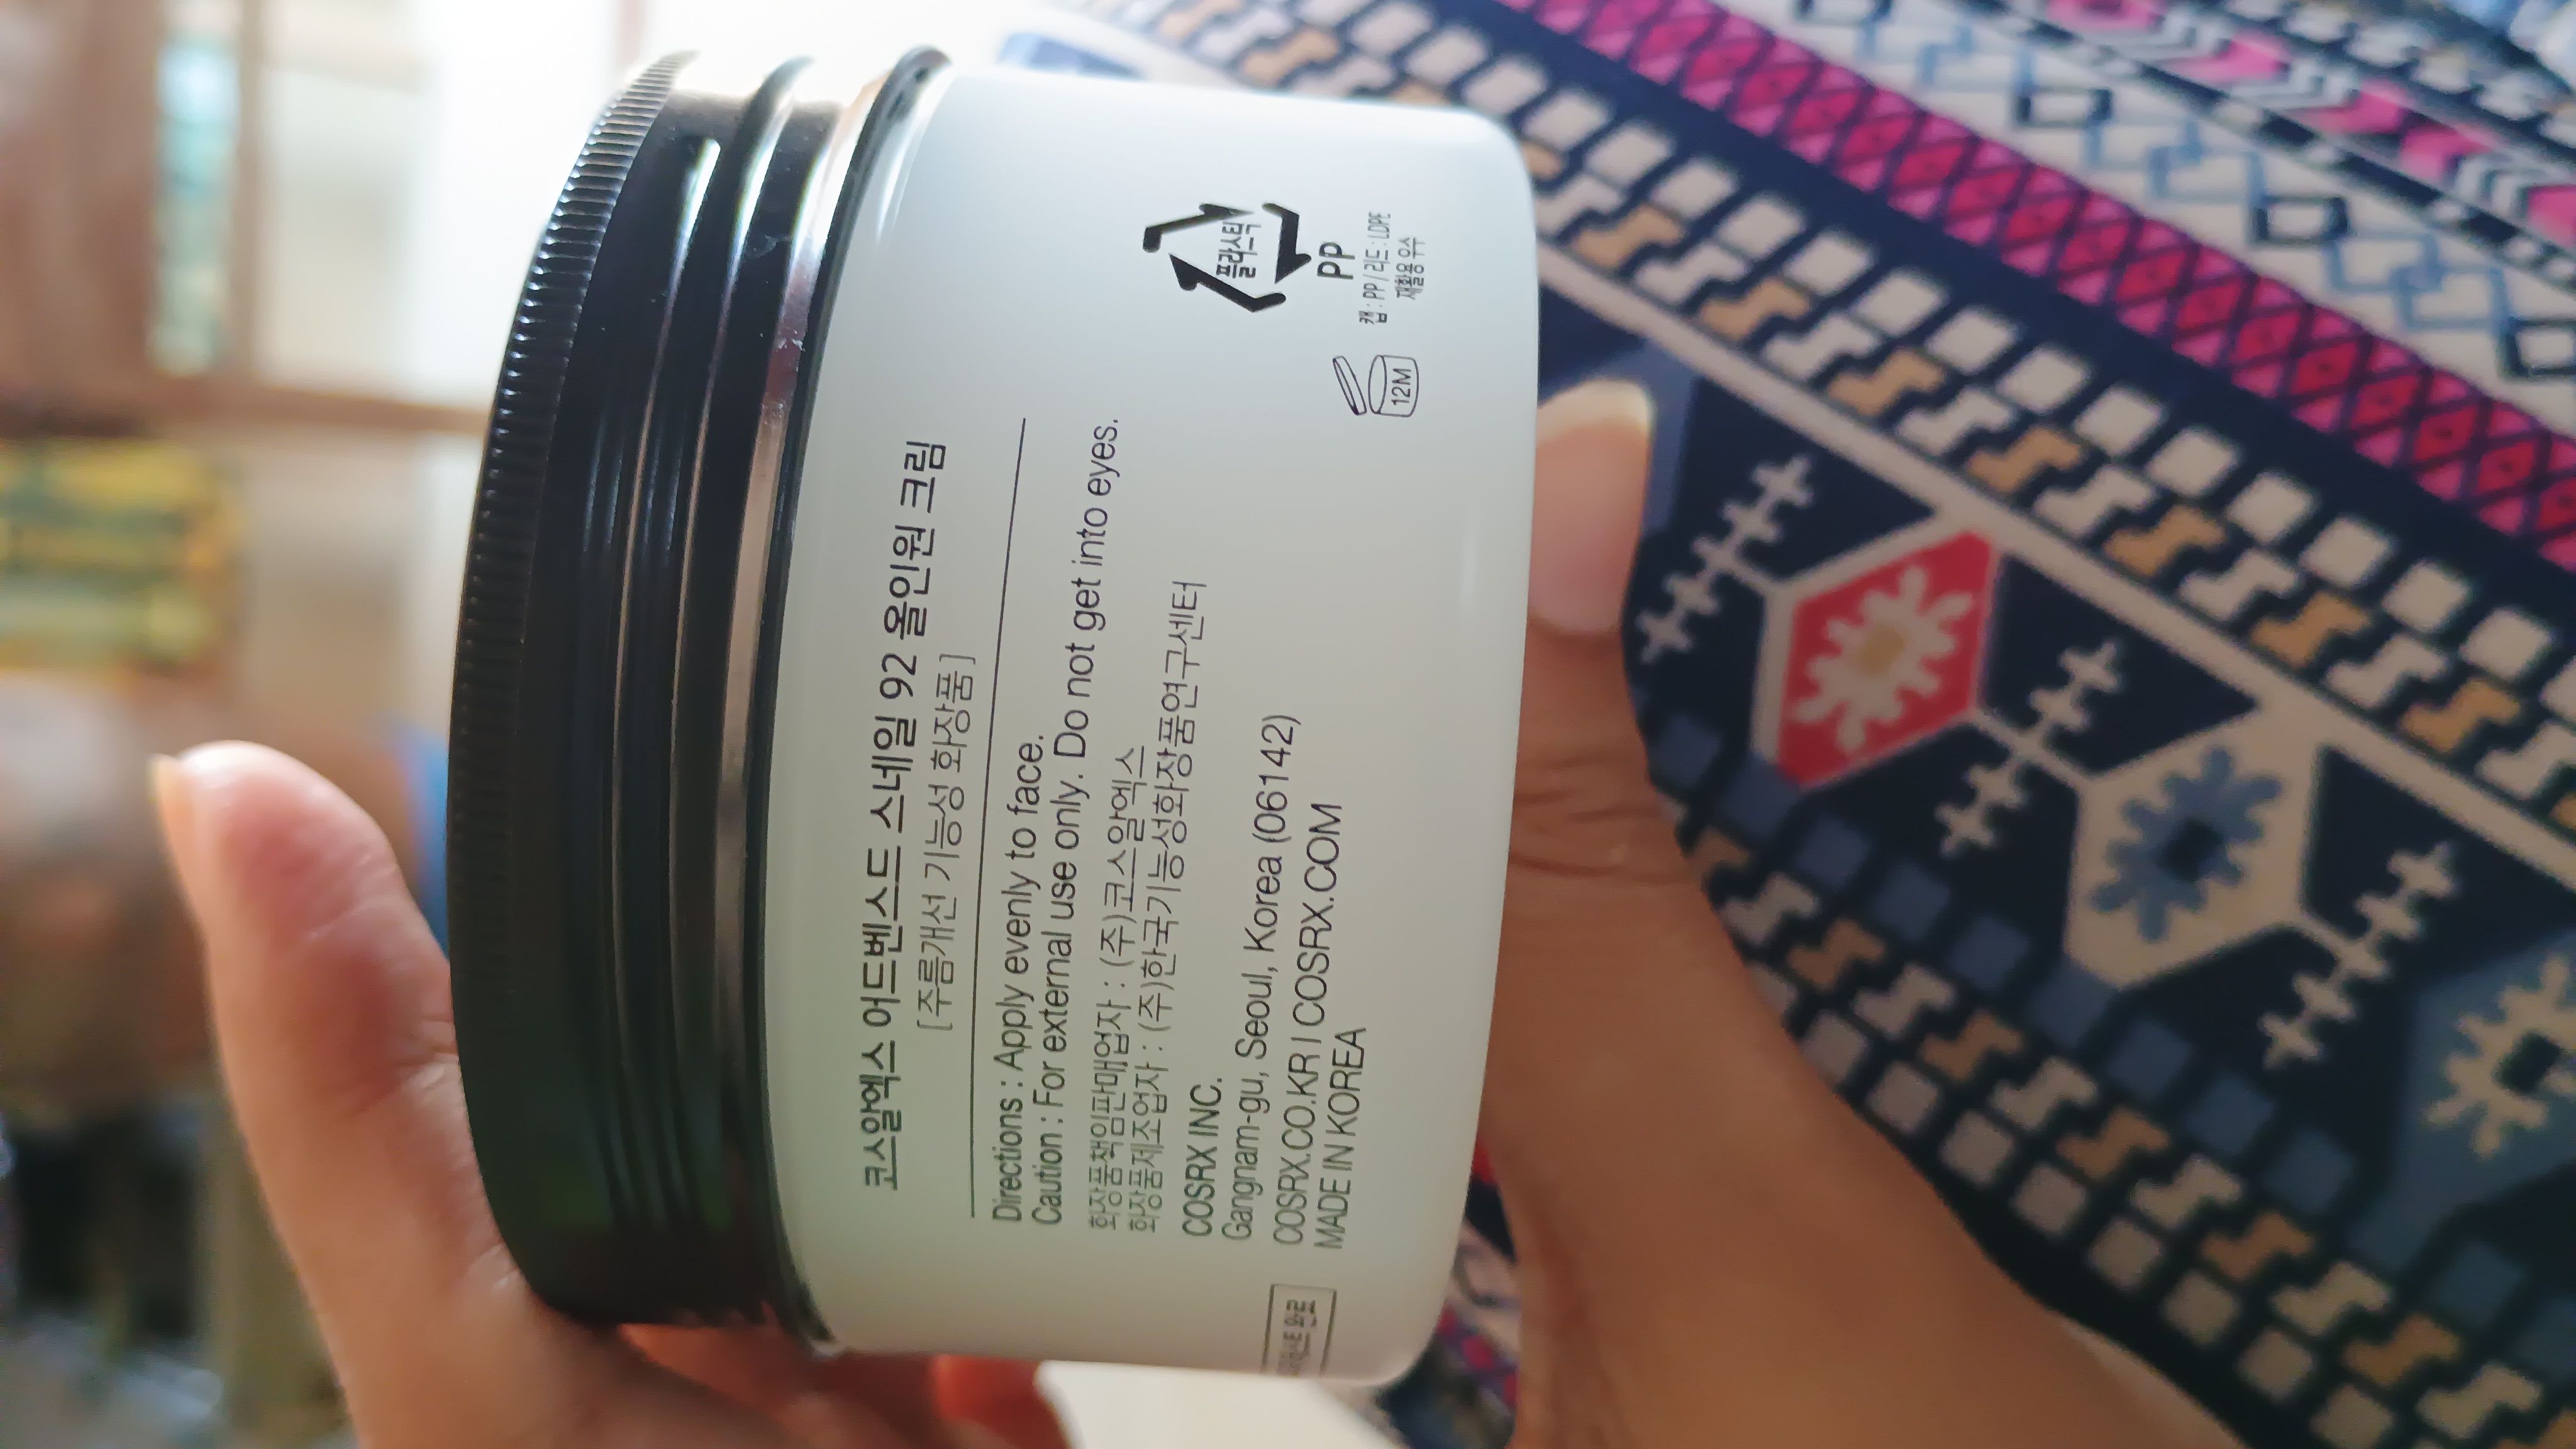 코스알엑스 어드벤스드 스네일 92 올인원 크림
[주름개선 기능성 화장품]
Directions : Apply evenly to face.
Caution : For external use only. Do not get into eyes.
화장품책임판매업자 : (주)코스알엑스
화장품제조업자 : (주)한국기능성화장품연구센터
COSRX INC.
Gangnam-gu, Seoul, Korea (06142)
COSRX.CO.KR I COSRX.COM
MADE IN KOREA
12M
플라스틱
PP
캡 : PP / 리드 : LDPE
재활용 우수